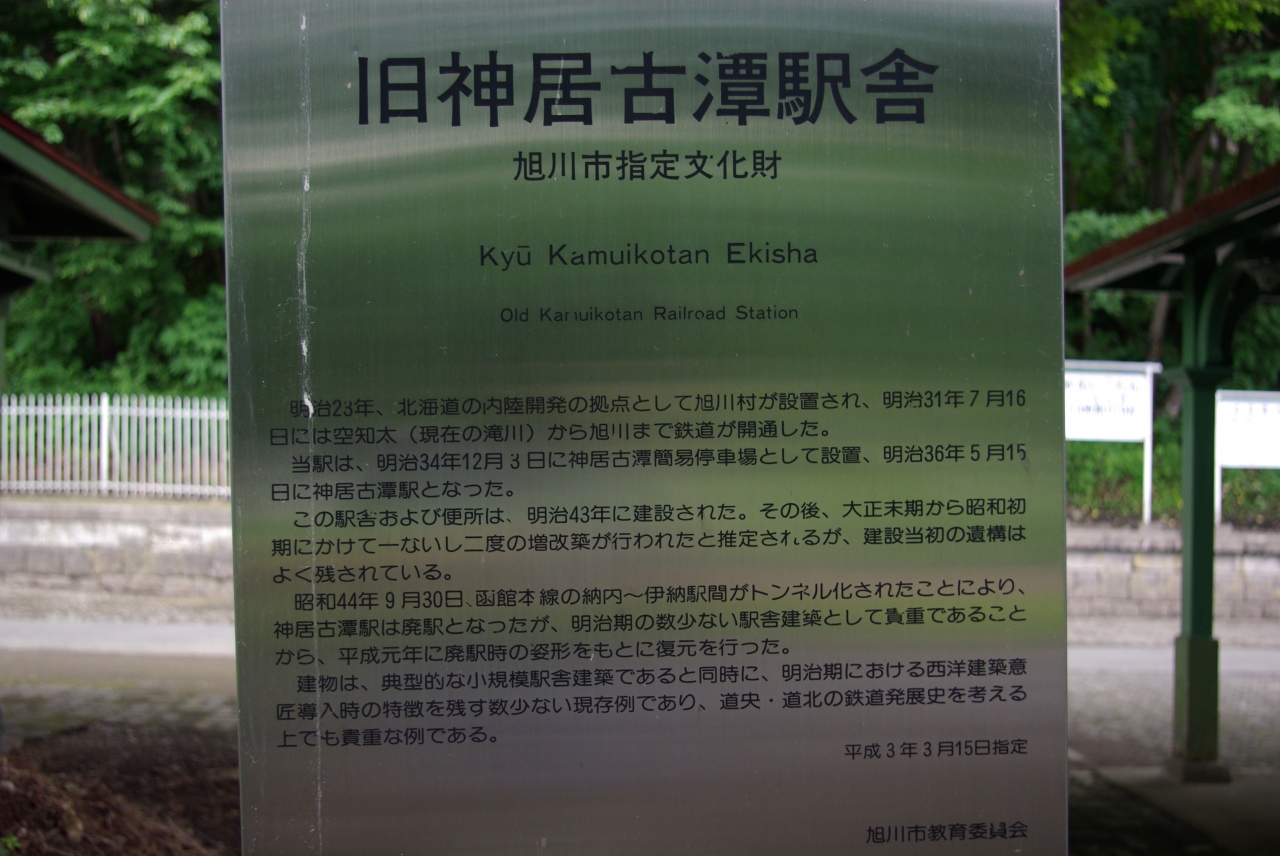 旧神居古潭駅舎
旭川市指定文化財
Kyū Kamuikotan Ekisha
Old Kamuikotan Railroad Station
明治23年、北海道の内陸開発の拠点として旭川村が設置され、明治31年7月16
日には空知太（現在の滝川）から旭川まで鉄道が開通した。
当駅は、明治34年12月3日に神居古潭簡易停車場として設置、明治36年5月15
日に神居古潭駅となった。
この駅舎および便所は、明治43年に建設された。その後、大正末期から昭和初
期にかけて一ないし二度の増改築が行われたと推定されるが、建設当初の遺構は
よく残されている。
昭和44年9月30日、函館本線の納内～伊納駅間がトンネル化されたことにより、
神居古潭駅は廃駅となったが、明治期の数少ない駅舎建築として貴重であること
から、平成元年に廃駅時の姿形をもとに復元を行った。
建物は、典型的な小規模駅舎建築であると同時に、明治期における西洋建築意
匠導入時の特徴を残す数少ない現存例であり、道央・道北の鉄道発展史を考える
上でも貴重な例である。
平成3年3月15日指定
旭川市教育委員会